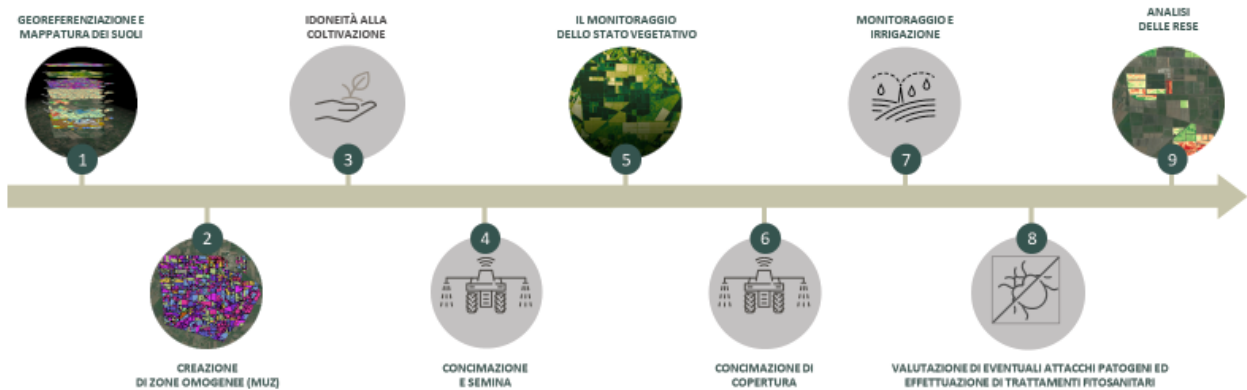 GEOREFERENZIAZIONE E
MAPPATURA DEI SUOLI
1
CREAZIONE
DI ZONE OMOGENEE (MUZ)
2
IDONEITÀ ALLA
COLTIVAZIONE
3
CONCIMAZIONE
E SEMINA
4
IL MONITORAGGIO
DELLO STATO VEGETATIVO
5
CONCIMAZIONE DI
COPERTURA
6
MONITORAGGIO E
IRRIGAZIONE
7
VALUTAZIONE DI EVENTUALI ATTACCHI PATOGENI ED
EFFETTUAZIONE DI TRATTAMENTI FITOSANITARI
8
ANALISI
DELLE RESE
9